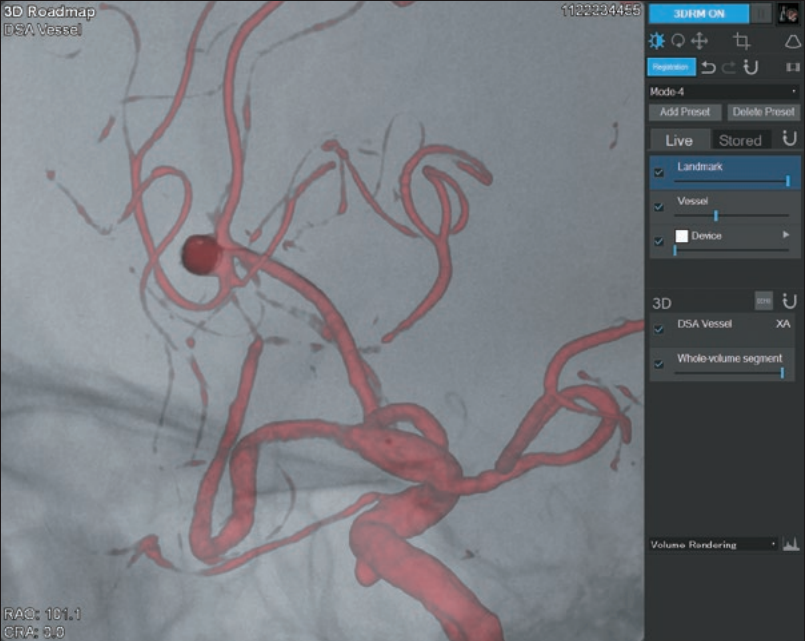 3D Roadmap
DSA Vessel
1122334455
RAO: 101.1
CRA: 0.0
3DRM ON
Registration
Mode-4
Add Preset
Delete Preset
Live
Stored
Landmark
Vessel
Device
3D
DSA Vessel
XA
Whole-volume segment
Volume Rendering